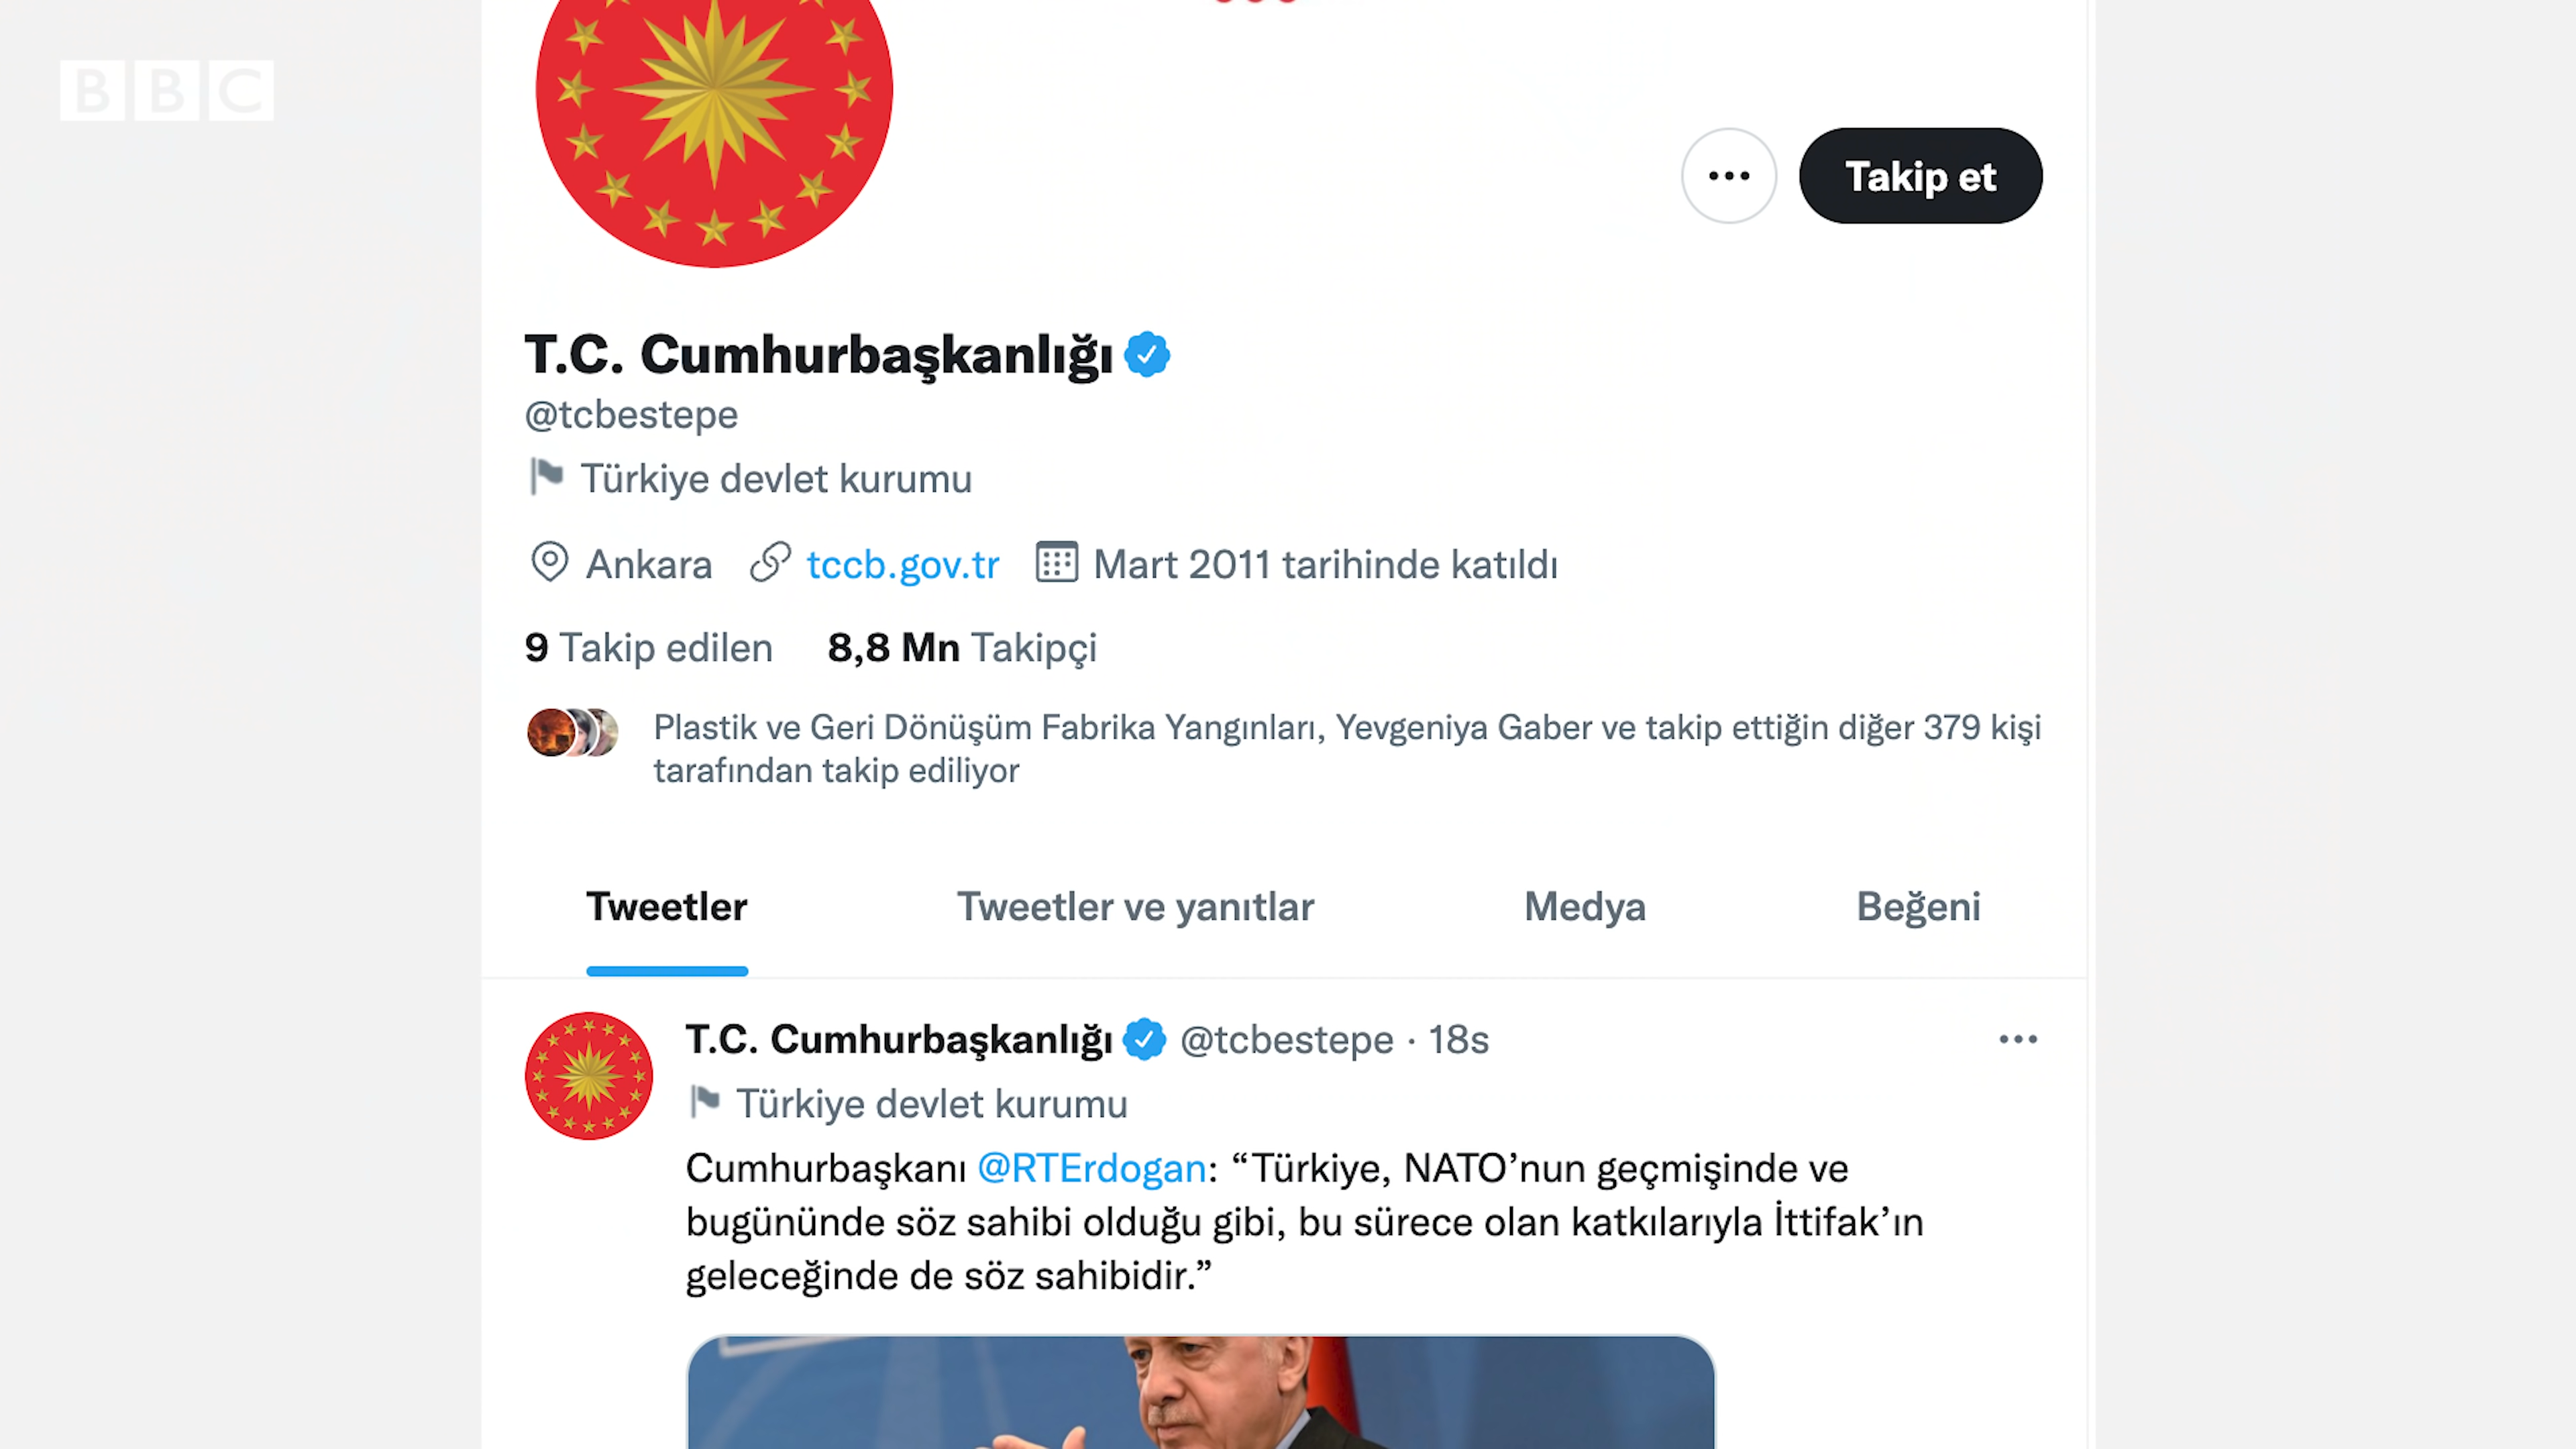 BBC
Takip et
T.C. Cumhurbaşkanlığı
@tcbestepe
Türkiye devlet kurumu
Ankara tccb.gov.tr Mart 2011 tarihinde katıldı
9 Takip edilen 8,8 Mn Takipçi
Plastik ve Geri Dönüşüm Fabrika Yangınları, Yevgeniya Gaber ve takip ettiğin diğer 379 kişi
tarafından takip ediliyor
Tweetler Tweetler ve yanıtlar Medya Beğeni
T.C. Cumhurbaşkanlığı @tcbestepe · 18s
Türkiye devlet kurumu
Cumhurbaşkanı @RTErdogan: “Türkiye, NATO’nun geçmişinde ve
bugününde söz sahibi olduğu gibi, bu sürece olan katkılarıyla İttifak’ın
geleceğinde de söz sahibidir.”